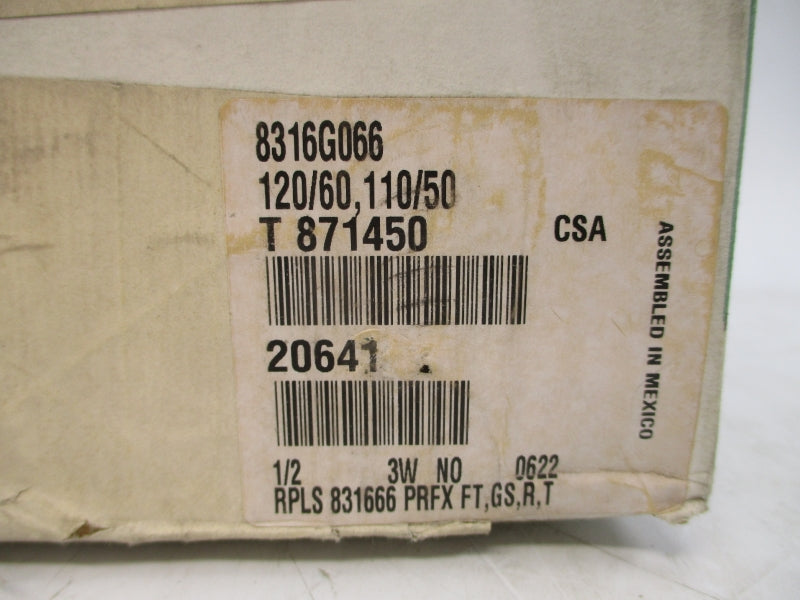 8316G066
120/60,110/50
T 871450
CSA
20641
1/2 3W NO 0622
RPLS 831666 PRFX FT,GS,R,T
ASSEMBLED IN MEXICO